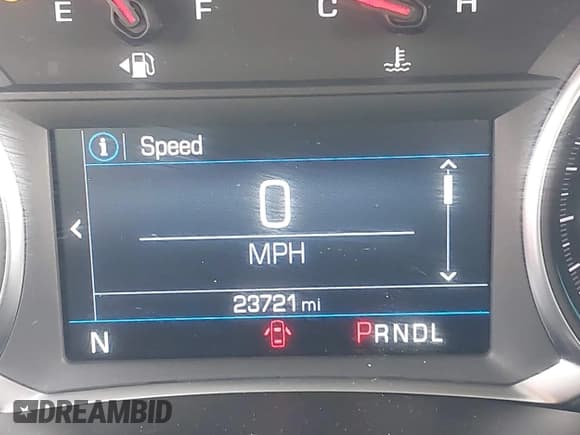 E F C H
Speed
0
MPH
23721 mi
N PRNDL
DREAMBID